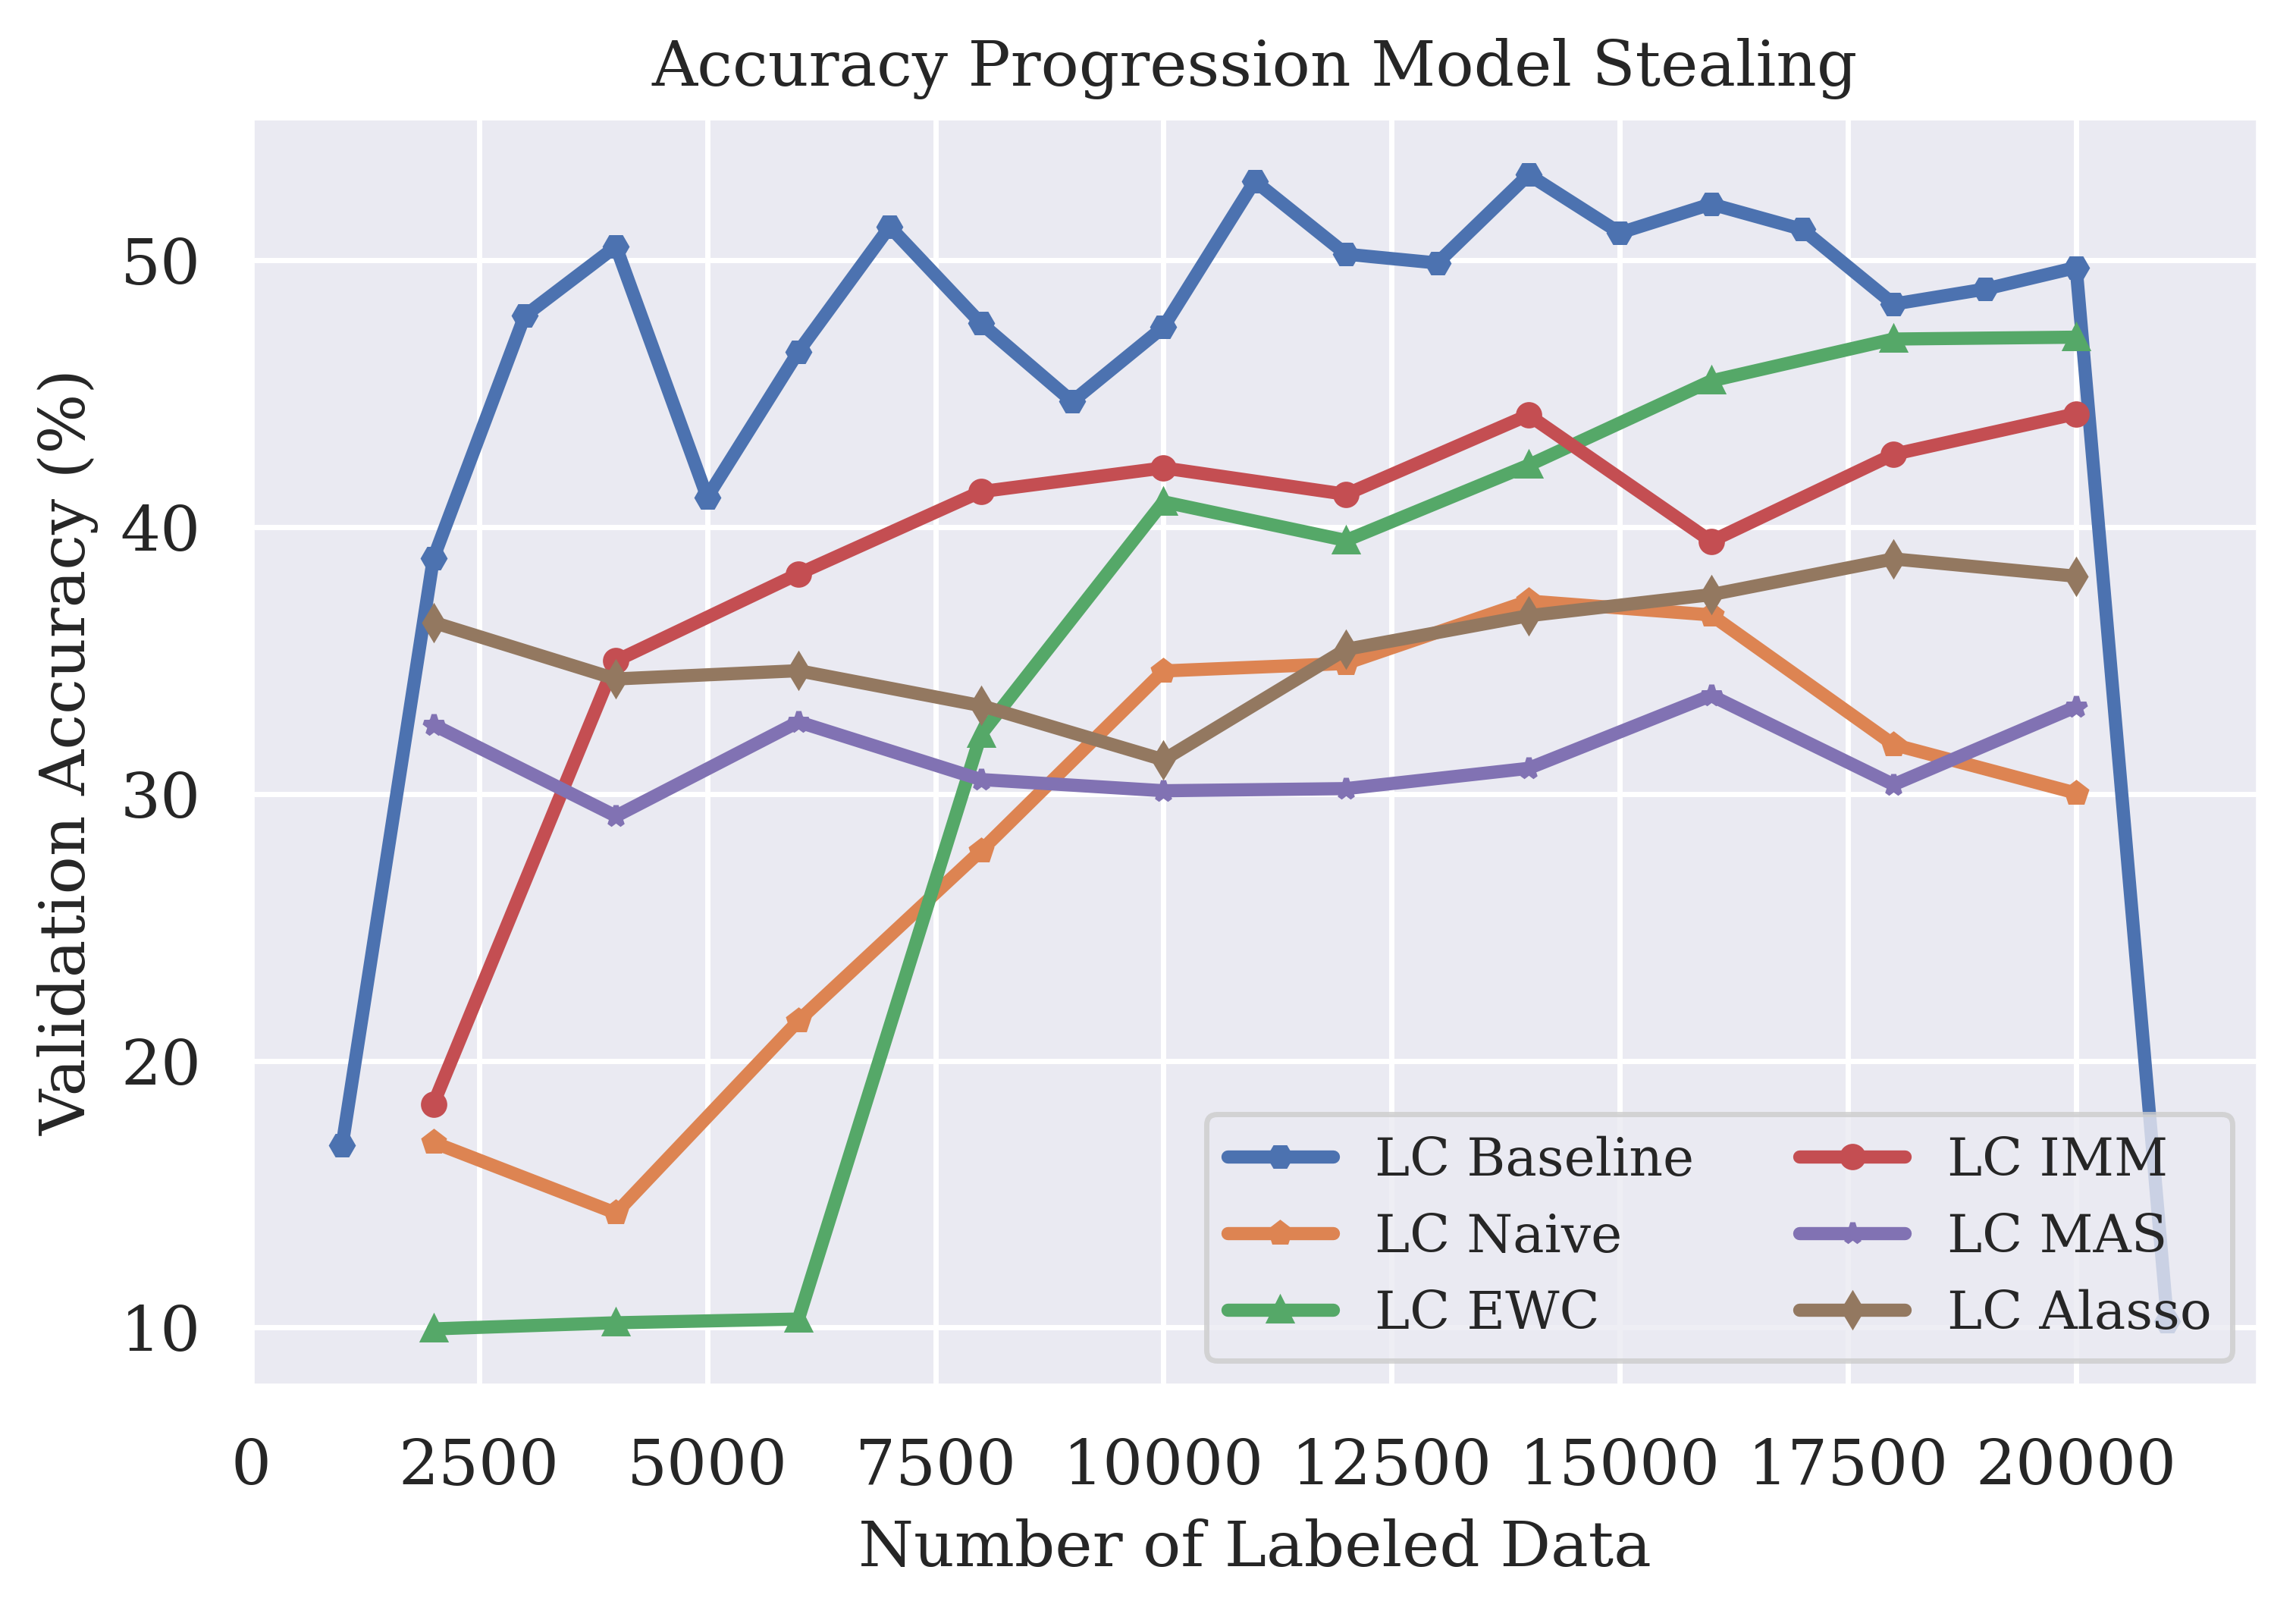 Accuracy Progression Model Stealing
Validation Accuracy (%)
50
40
30
20
10
0 2500 5000 7500 10000 12500 15000 17500 20000
Number of Labeled Data
LC Baseline
LC Naive
LC EWC
LC IMM
LC MAS
LC Alasso